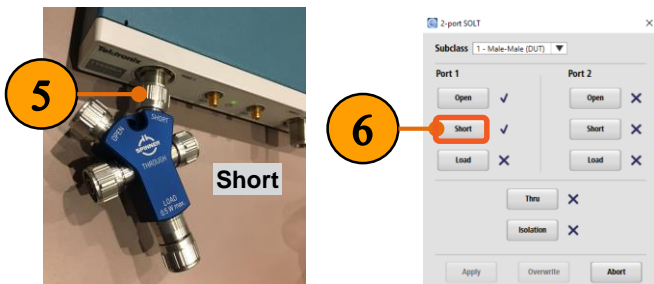 5
Tektronix
OPEN
SHORT
SPINNER
THROUGH
LOAD
0.5 W max.
Short
6
2-port SOLT
Subclass 1 - Male-Male (DUT)
Port 1
Port 2
Open
Open
Short
Short
Load
Load
Thru
Isolation
Apply
Overwrite
Abort